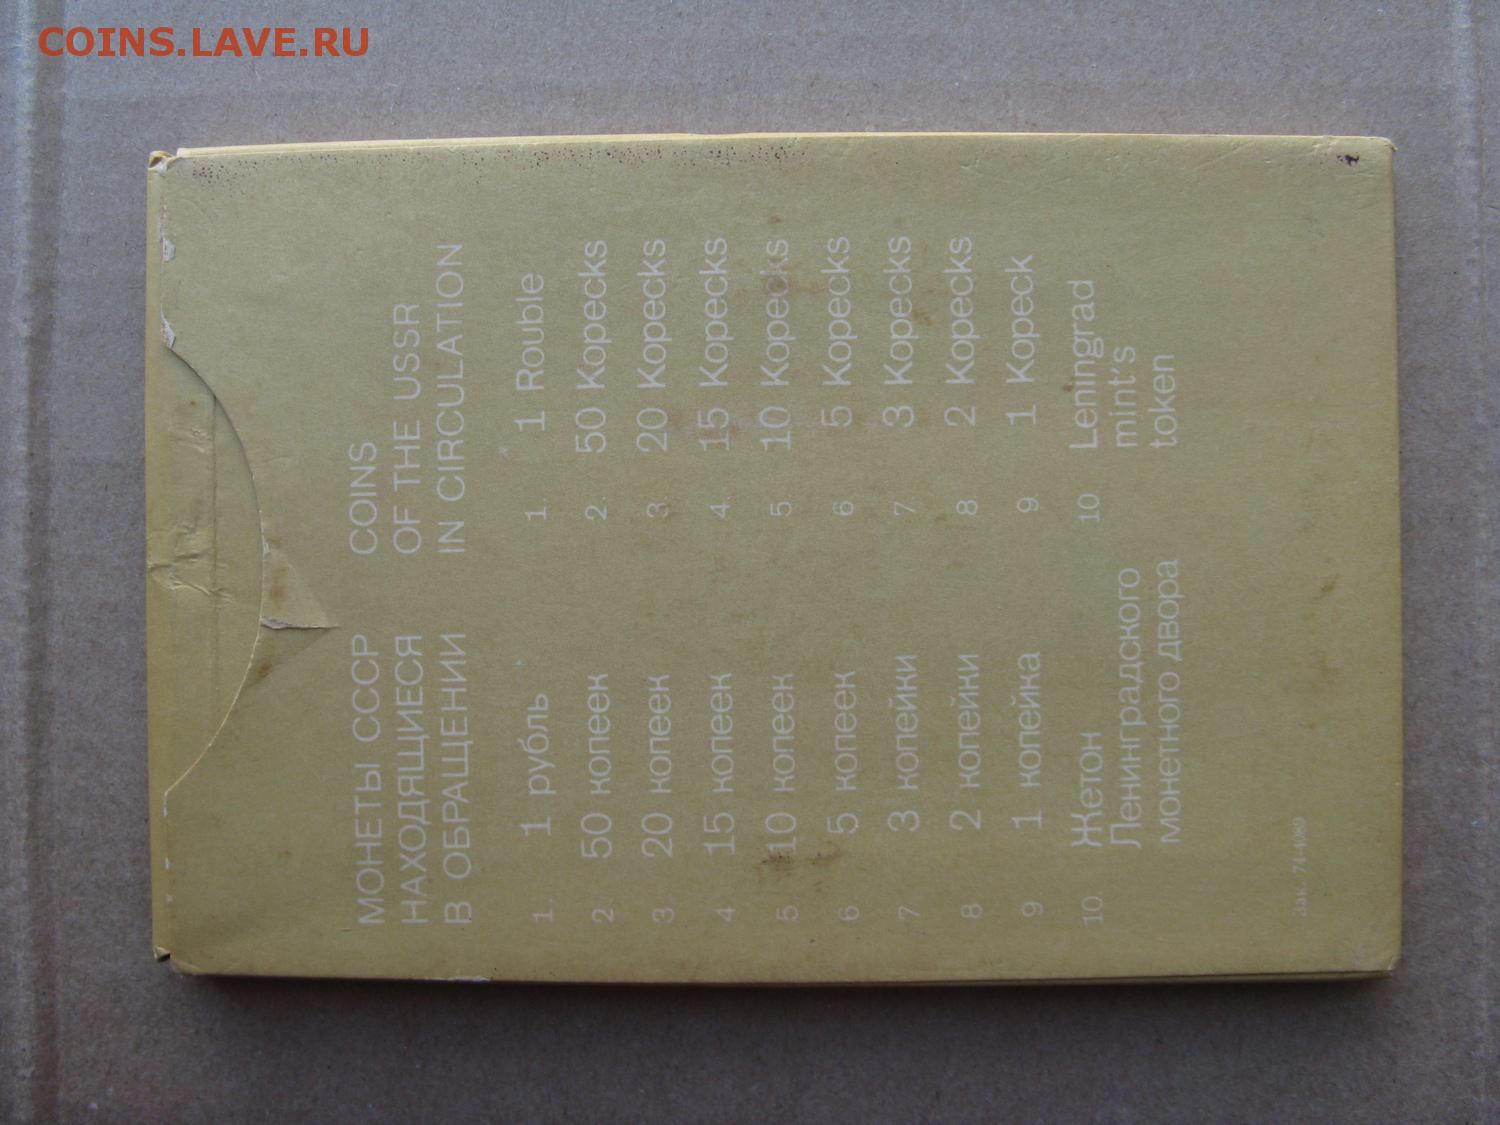 COINS.LAVE.RU
МОНЕТЫ СССР
НАХОДЯЩИЕСЯ
В ОБРАЩЕНИИ
1. 1 рубль
2. 50 копеек
3. 20 копеек
4 15 копеек
5 10 копеек
6 5 копеек
7 3 копейки
8 2 копейки
9 1 копейка
10. Жетон
Ленинградского
монетного двора
COINS
OF THE USSR
IN CIRCULATION
1. 1 Rouble
2. 50 Kopecks
3. 20 Kopecks
4. 15 Kopecks
5 10 Kopecks
6 5 Kopecks
7 3 Kopecks
8. 2 Kopecks
9 1 Kopeck
10 Leningrad
mint's
token
Зак. 74-4089